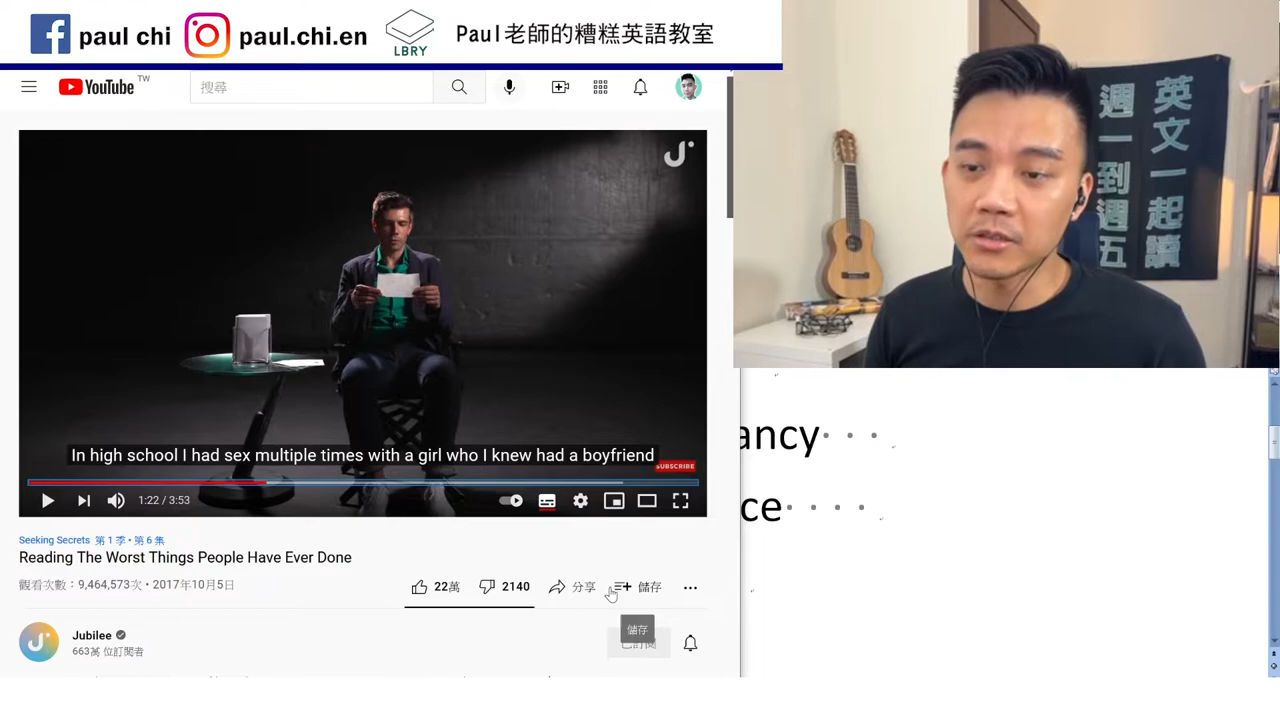 paul chi paul.chi.en LBRY Paul老師的糟糕英語教室
YouTube TW
搜尋
英文一起讀
週一到週五
In high school I had sex multiple times with a girl who I knew had a boyfriend
SUBSCRIBE
1:22 / 3:53
Seeking Secrets 第 1 季 • 第 6 集
Reading The Worst Things People Have Ever Done
觀看次數：9,464,573次 • 2017年10月5日
22萬 2140 分享 儲存
儲存
Jubilee
663萬 位訂閱者
已訂閱
ancy
ce